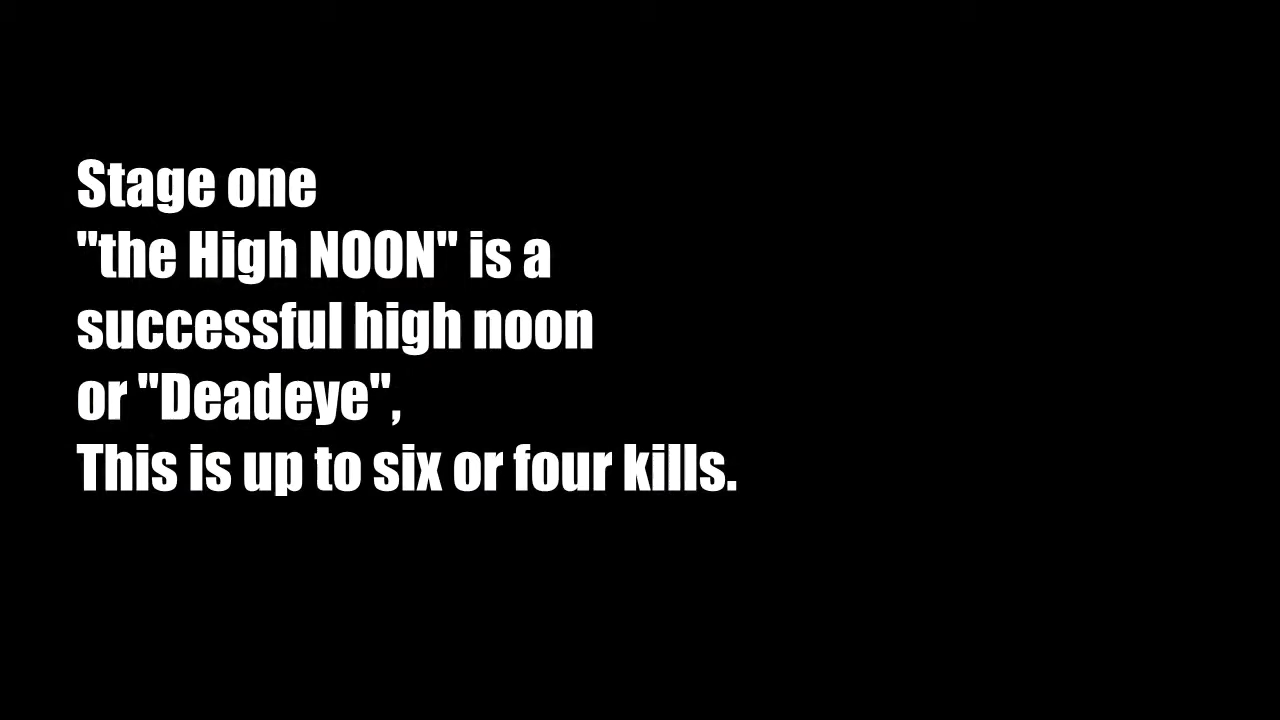 Stage one
"the High NOON" is a
successful high noon
or "Deadeye",
This is up to six or four kills.